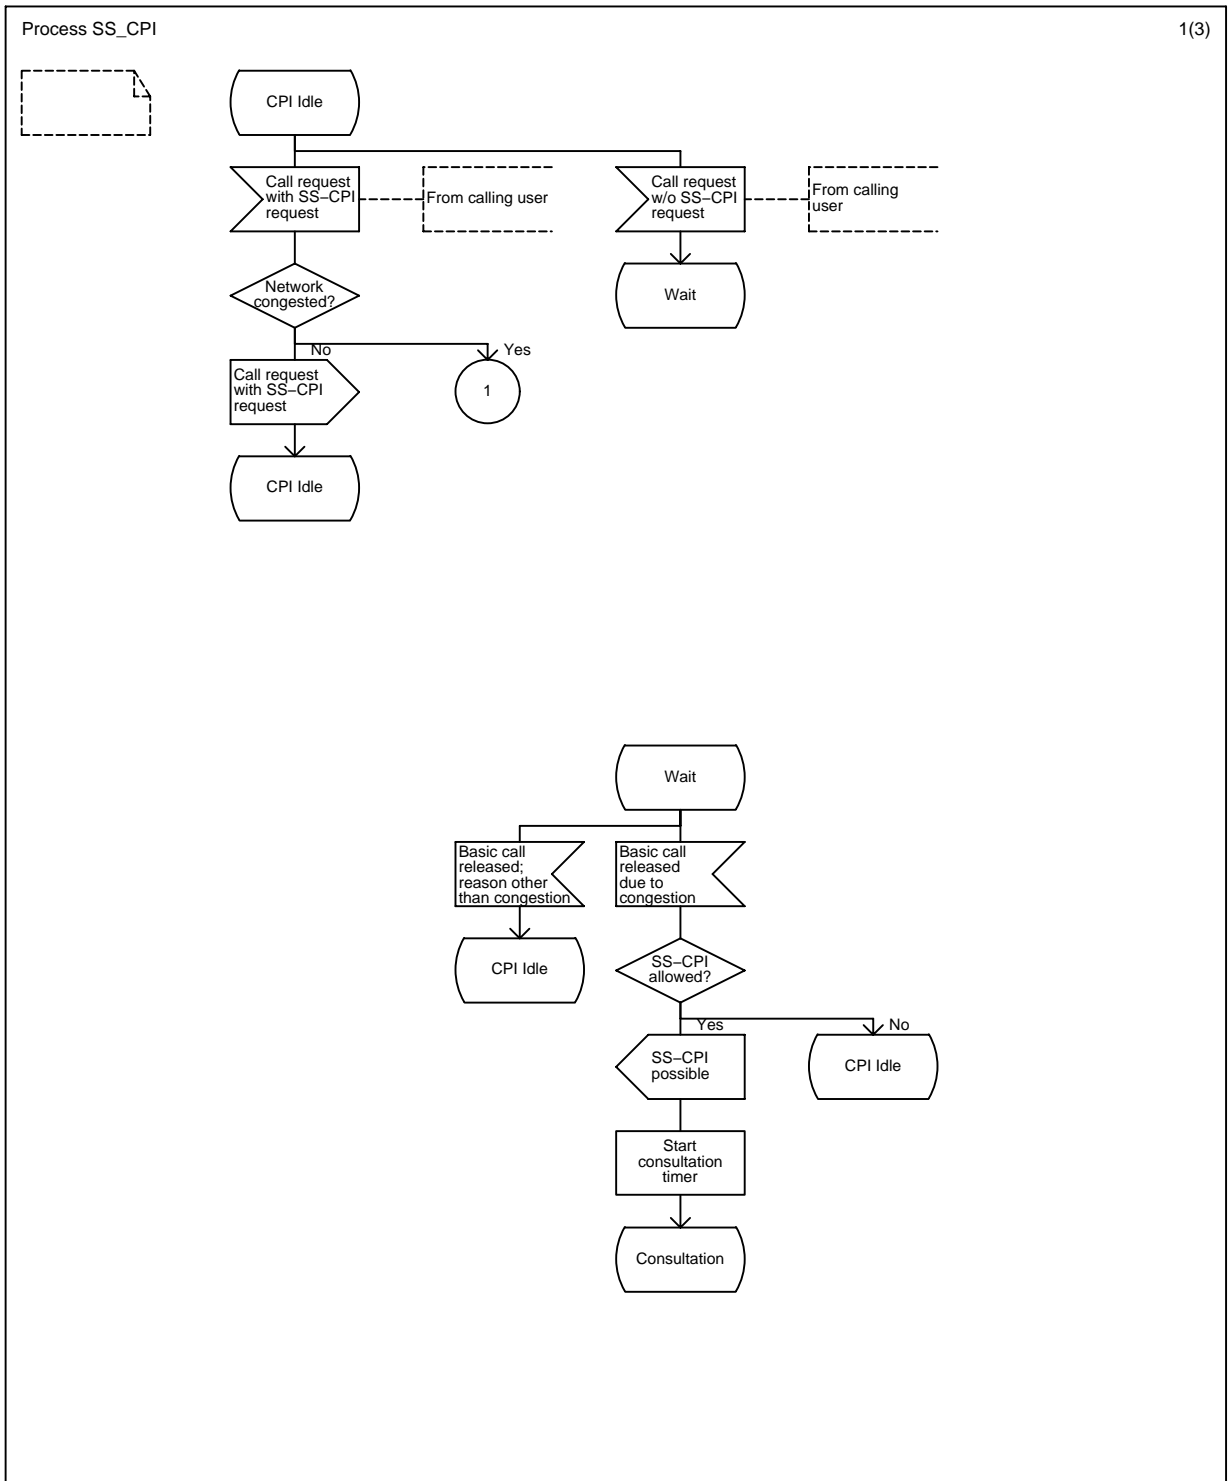 Process SS_CPI
1(3)
CPI Idle
Call request
with SS−CPI
request
From calling user
Call request
w/o SS−CPI
request
From calling
user
Network
congested?
Wait
No
Yes
Call request
with SS−CPI
request
1
CPI Idle
Wait
Basic call
released;
reason other
than congestion
Basic call
released
due to
congestion
CPI Idle
SS−CPI
allowed?
Yes
No
SS−CPI
possible
CPI Idle
Start
consultation
timer
Consultation